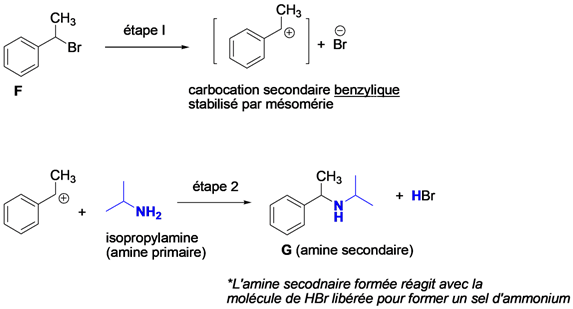 CH3
étape I
CH3
Br
⊕
+ Br ⊖
F
carbocation secondaire benzylique
stabilisé par mésomérie
CH3
⊕
+
NH2
étape 2
CH3
N
H
+ HBr
isopropylamine
(amine primaire)
G (amine secondaire)
*L'amine secodnaire formée réagit avec la
molécule de HBr libérée pour former un sel d'ammonium